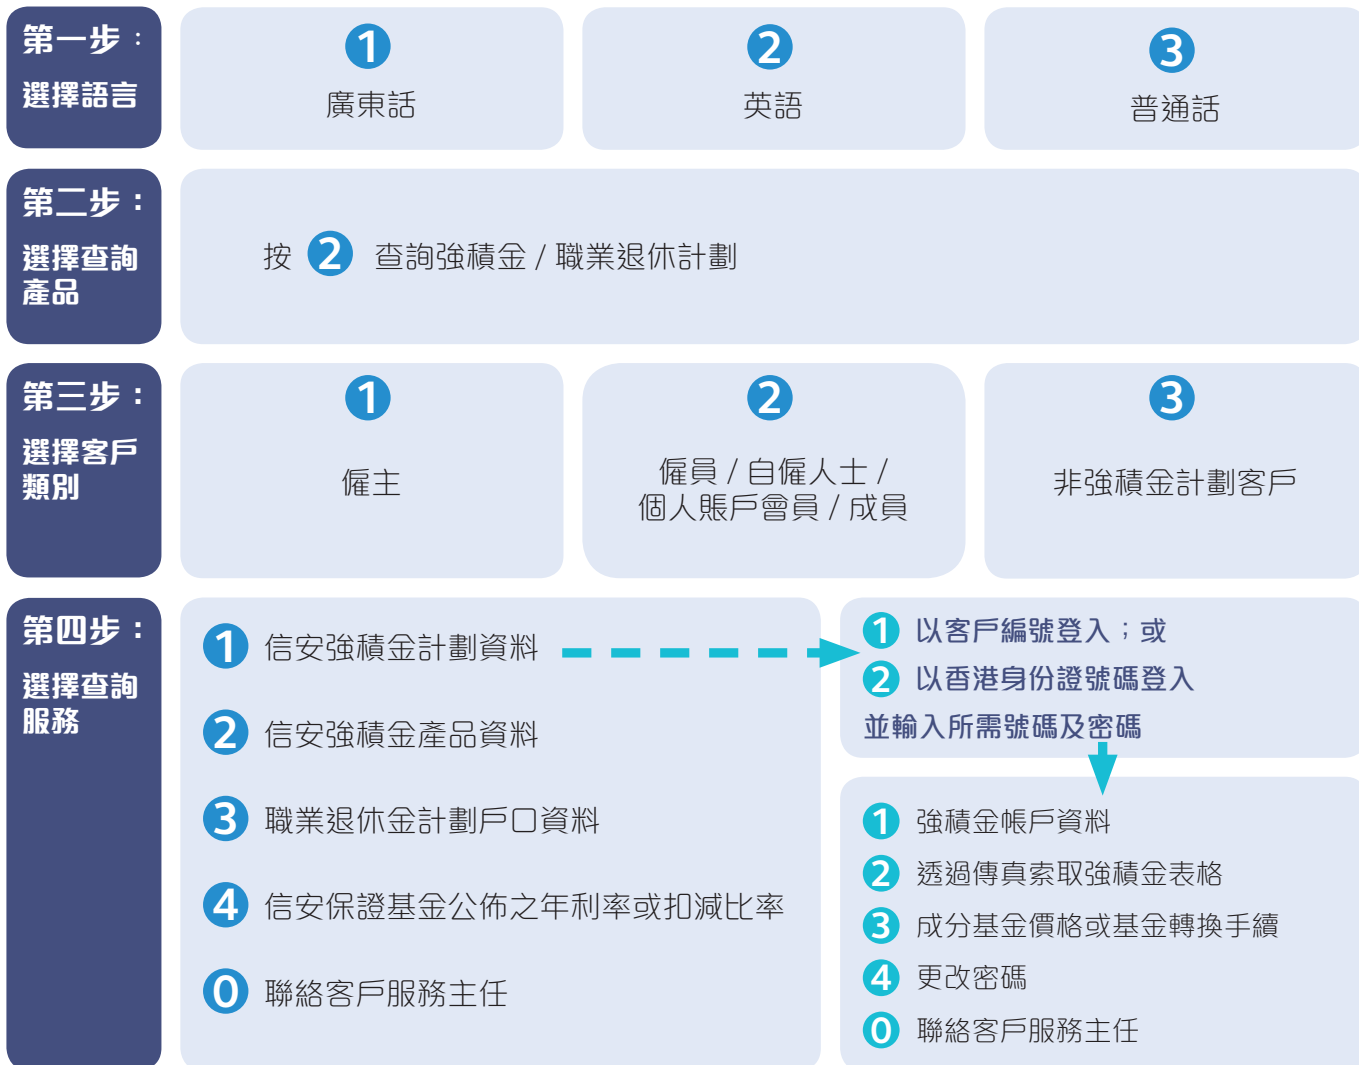 第一步：
選擇語言
1
廣東話
2
英語
3
普通話
第二步：
選擇查詢
產品
按 2 查詢強積金 / 職業退休計劃
第三步：
選擇客戶
類別
1
僱主
2
僱員 / 自僱人士 /
個人賬戶會員 / 成員
3
非強積金計劃客戶
第四步：
選擇查詢
服務
1 信安強積金計劃資料
2 信安強積金產品資料
3 職業退休金計劃戶口資料
4 信安保證基金公佈之年利率或扣減比率
0 聯絡客戶服務主任
1 以客戶編號登入；或
2 以香港身份證號碼登入
並輸入所需號碼及密碼
1 強積金帳戶資料
2 透過傳真索取強積金表格
3 成分基金價格或基金轉換手續
4 更改密碼
0 聯絡客戶服務主任